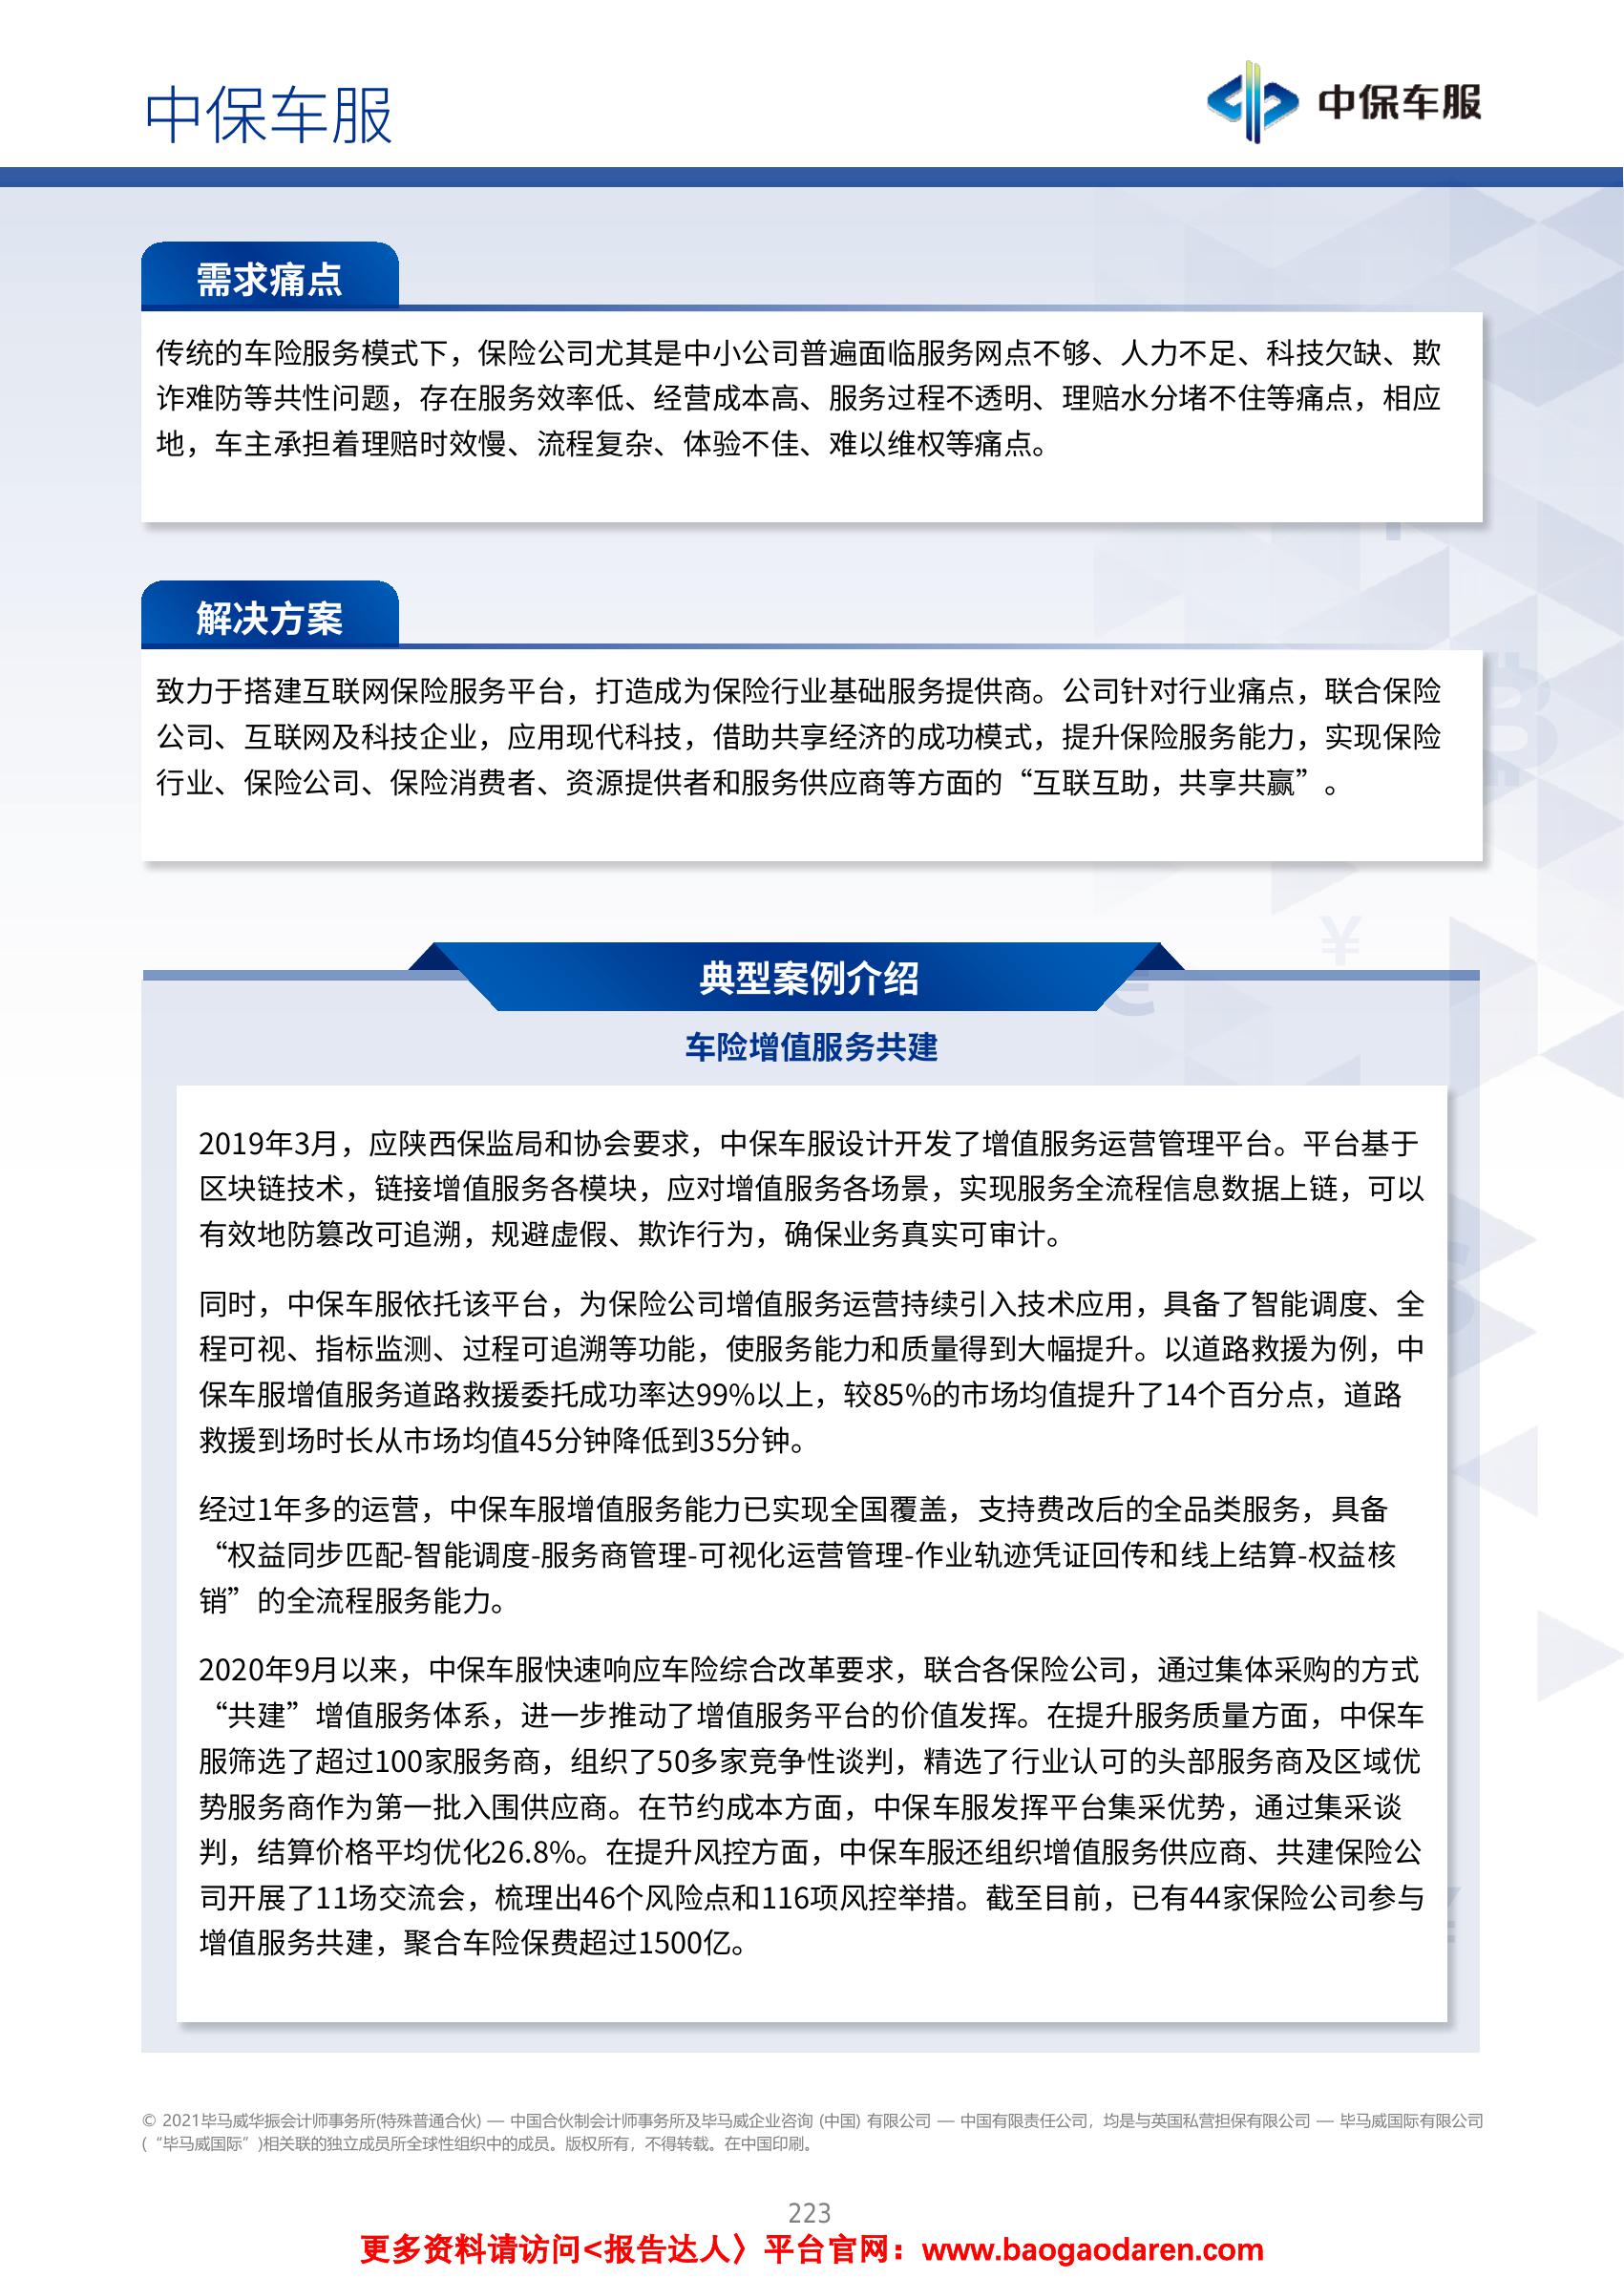 中保车服
中保车服
需求痛点
传统的车险服务模式下，保险公司尤其是中小公司普遍面临服务网点不够、人力不足、科技欠缺、欺
诈难防等共性问题，存在服务效率低、经营成本高、服务过程不透明、理赔水分堵不住等痛点，相应
地，车主承担着理赔时效慢、流程复杂、体验不佳、难以维权等痛点。
解决方案
致力于搭建互联网保险服务平台，打造成为保险行业基础服务提供商。公司针对行业痛点，联合保险
公司、互联网及科技企业，应用现代科技，借助共享经济的成功模式，提升保险服务能力，实现保险
行业、保险公司、保险消费者、资源提供者和服务供应商等方面的“互联互助，共享共赢”。
典型案例介绍
车险增值服务共建
2019年3月，应陕西保监局和协会要求，中保车服设计开发了增值服务运营管理平台。平台基于
区块链技术，链接增值服务各模块，应对增值服务各场景，实现服务全流程信息数据上链，可以
有效地防篡改可追溯，规避虚假、欺诈行为，确保业务真实可审计。
同时，中保车服依托该平台，为保险公司增值服务运营持续引入技术应用，具备了智能调度、全
程可视、指标监测、过程可追溯等功能，使服务能力和质量得到大幅提升。以道路救援为例，中
保车服增值服务道路救援委托成功率达99%以上，较85%的市场均值提升了14个百分点，道路
救援到场时长从市场均值45分钟降低到35分钟。
经过1年多的运营，中保车服增值服务能力已实现全国覆盖，支持费改后的全品类服务，具备
“权益同步匹配-智能调度-服务商管理-可视化运营管理-作业轨迹凭证回传和线上结算-权益核
销”的全流程服务能力。
2020年9月以来，中保车服快速响应车险综合改革要求，联合各保险公司，通过集体采购的方式
“共建”增值服务体系，进一步推动了增值服务平台的价值发挥。在提升服务质量方面，中保车
服筛选了超过100家服务商，组织了50多家竞争性谈判，精选了行业认可的头部服务商及区域优
势服务商作为第一批入围供应商。在节约成本方面，中保车服发挥平台集采优势，通过集采谈
判，结算价格平均优化26.8%。在提升风控方面，中保车服还组织增值服务供应商、共建保险公
司开展了11场交流会，梳理出46个风险点和116项风控举措。截至目前，已有44家保险公司参与
增值服务共建，聚合车险保费超过1500亿。
© 2021毕马威华振会计师事务所(特殊普通合伙) — 中国合伙制会计师事务所及毕马威企业咨询 (中国) 有限公司 — 中国有限责任公司，均是与英国私营担保有限公司 — 毕马威国际有限公司
(“毕马威国际”)相关联的独立成员所全球性组织中的成员。版权所有，不得转载。在中国印刷。
223
更多资料请访问<报告达人〉平台官网：www.baogaodaren.com